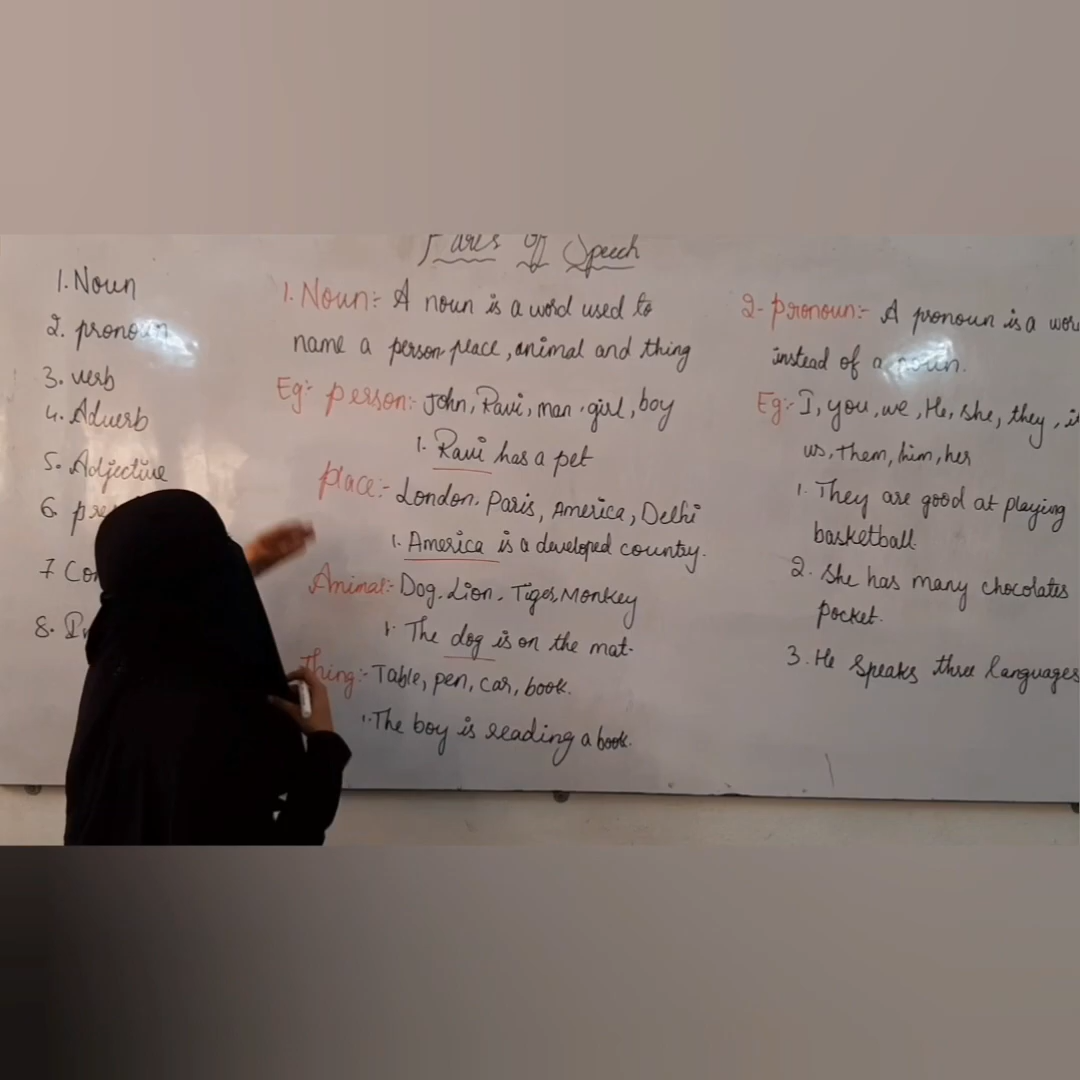 Parts Of Speech
1. Noun
2. pronoun
3. verb
4. Adverb
5. Adjective
6. pre
7 Con
8. In
1. Noun:- A noun is a word used to
name a person place, animal and thing
Eg:- person:- John, Ravi, man, girl, boy
1. Ravi has a pet
place:- London, Paris, America, Delhi
1. America is a developed country.
Animal:- Dog, Lion, Tiger, Monkey
1. The dog is on the mat.
Thing:- Table, pen, car, book.
1. The boy is reading a book.
2- pronoun:- A pronoun is a wor
instead of a noun.
Eg:- I, you, we, He, she, they, it
us, Them, him, her
1. They are good at playing
basketball.
2. She has many chocolates
pocket.
3. He speaks three languages